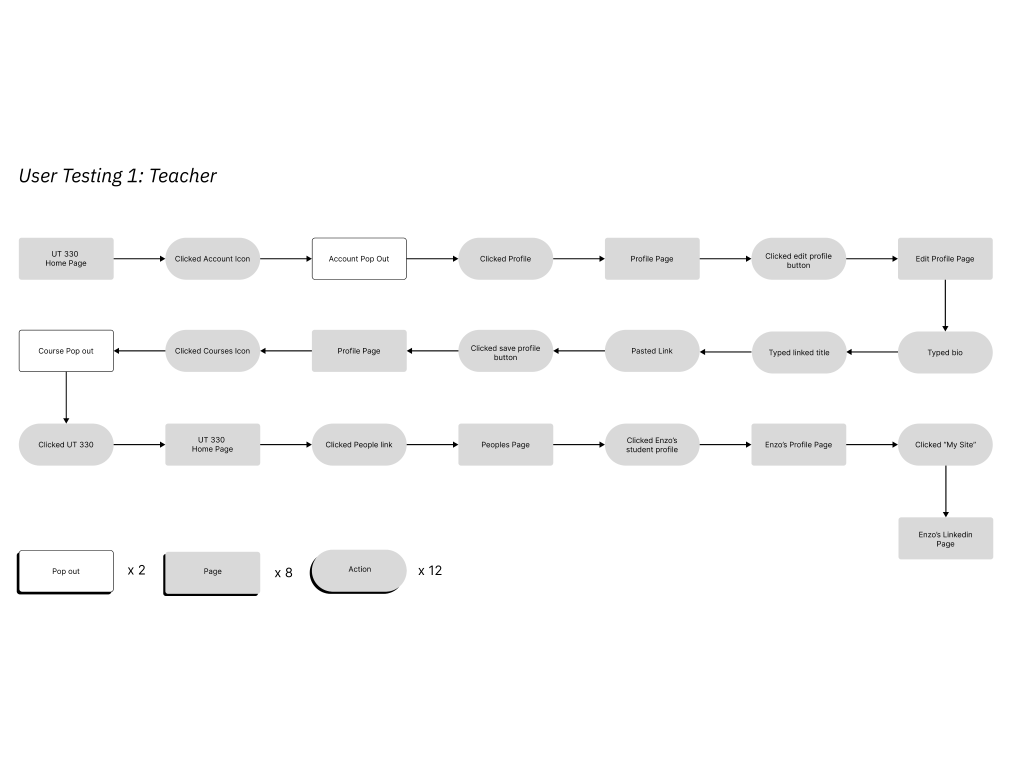 User Testing 1: Teacher
UT 330
Home Page
Clicked Account Icon
Account Pop Out
Clicked Profile
Profile Page
Clicked edit profile
button
Edit Profile Page
Course Pop out
Clicked Courses Icon
Profile Page
Clicked save profile
button
Pasted Link
Typed linked title
Typed bio
Clicked UT 330
UT 330
Home Page
Clicked People link
Peoples Page
Clicked Enzo's
student profile
Enzo's Profile Page
Clicked "My Site"
Enzo's Linkedin
Page
Pop out
x 2
Page
x 8
Action
x 12